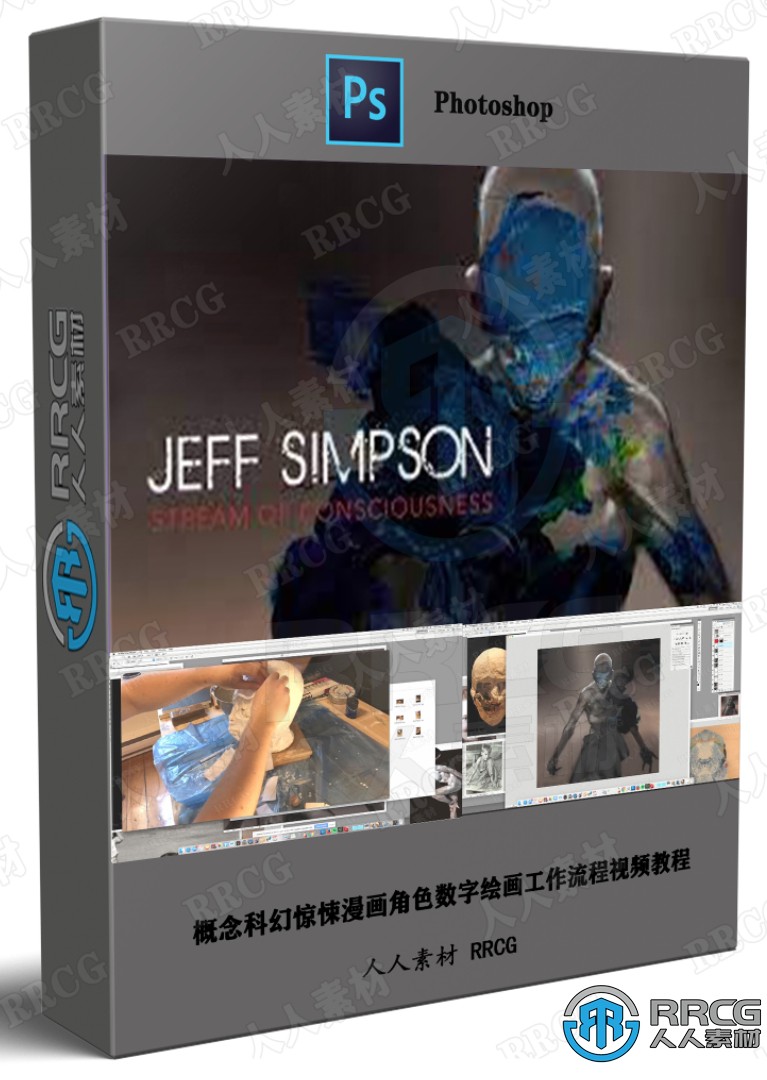 Ps
Photoshop
JEFF SIMPSON
STREAM OF CONSCIOUSNESS
RRCG
人人素材
概念科幻惊悚漫画角色数字绘画工作流程视频教程
人人素材 RRCG
RRCG
人人素材